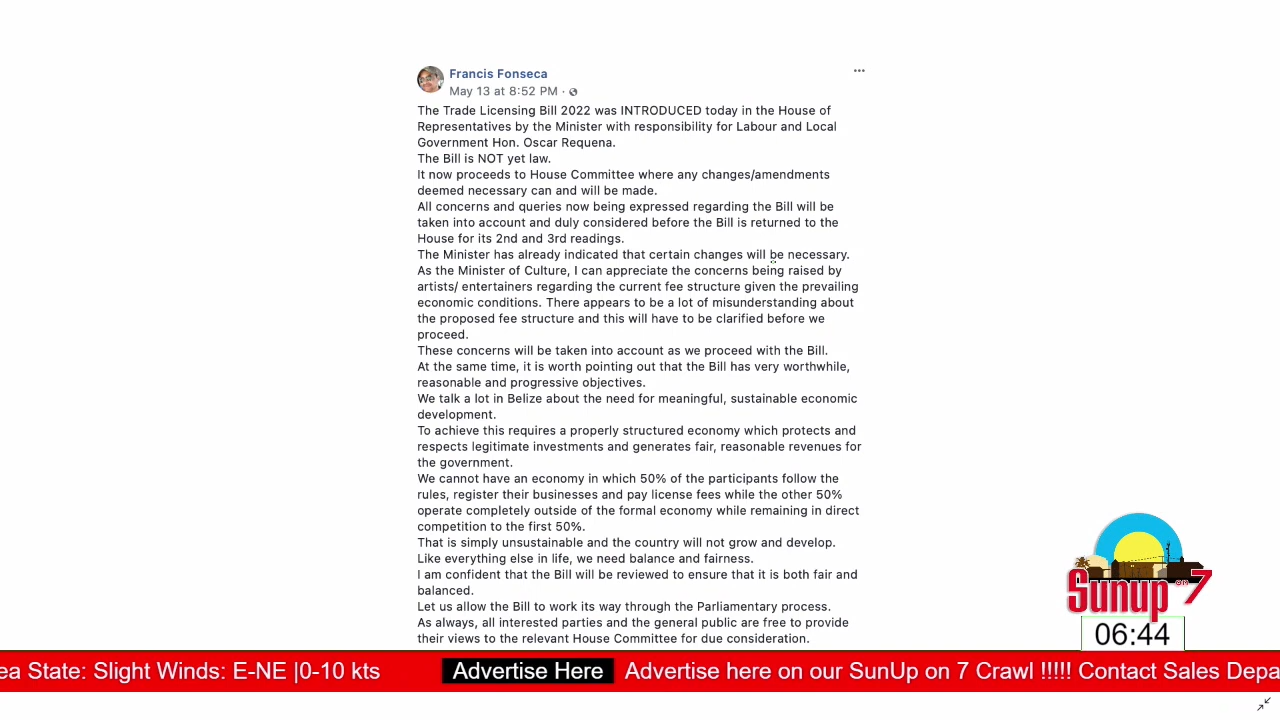 Francis Fonseca
May 13 at 8:52 PM ·
The Trade Licensing Bill 2022 was INTRODUCED today in the House of
Representatives by the Minister with responsibility for Labour and Local
Government Hon. Oscar Requena.
The Bill is NOT yet law.
It now proceeds to House Committee where any changes/amendments
deemed necessary can and will be made.
All concerns and queries now being expressed regarding the Bill will be
taken into account and duly considered before the Bill is returned to the
House for its 2nd and 3rd readings.
The Minister has already indicated that certain changes will be necessary.
As the Minister of Culture, I can appreciate the concerns being raised by
artists/ entertainers regarding the current fee structure given the prevailing
economic conditions. There appears to be a lot of misunderstanding about
the proposed fee structure and this will have to be clarified before we
proceed.
These concerns will be taken into account as we proceed with the Bill.
At the same time, it is worth pointing out that the Bill has very worthwhile,
reasonable and progressive objectives.
We talk a lot in Belize about the need for meaningful, sustainable economic
development.
To achieve this requires a properly structured economy which protects and
respects legitimate investments and generates fair, reasonable revenues for
the government.
We cannot have an economy in which 50% of the participants follow the
rules, register their businesses and pay license fees while the other 50%
operate completely outside of the formal economy while remaining in direct
competition to the first 50%.
That is simply unsustainable and the country will not grow and develop.
Like everything else in life, we need balance and fairness.
I am confident that the Bill will be reviewed to ensure that it is both fair and
balanced.
Let us allow the Bill to work its way through the Parliamentary process.
As always, all interested parties and the general public are free to provide
their views to the relevant House Committee for due consideration.
Sunup on 7
06:44
ea State: Slight Winds: E-NE |0-10 kts
Advertise Here
Advertise here on our SunUp on 7 Crawl !!!!! Contact Sales Depa